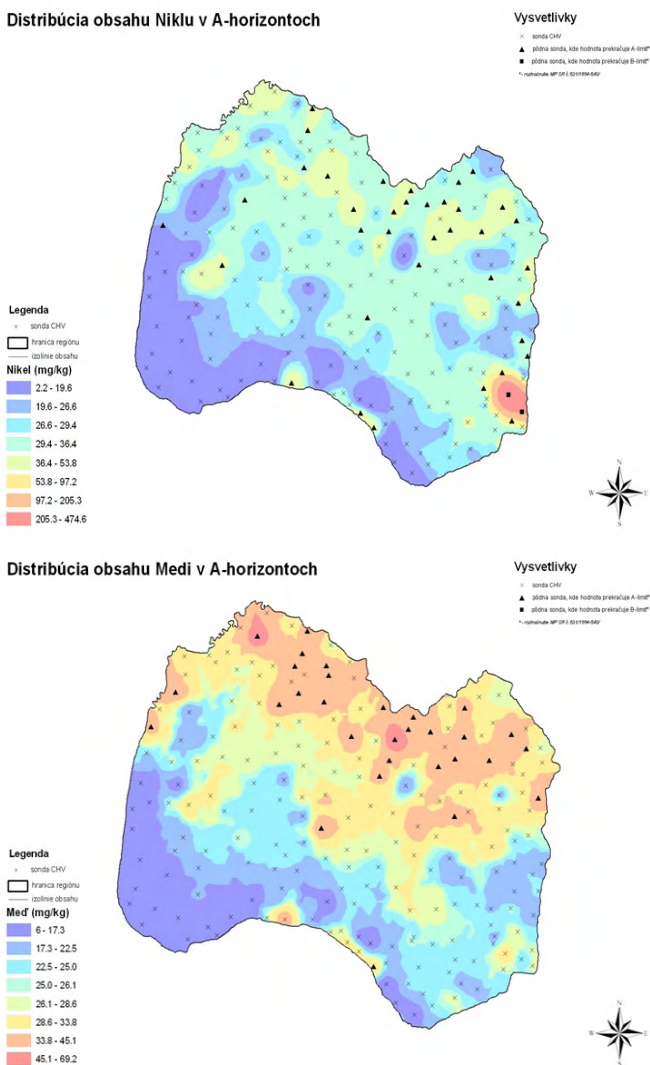 Distribúcia obsahu Niklu v A-horizontoch
Vysvetlivky
sonda CHV
pôdna sonda, kde hodnota prekračuje A-limit*
pôdna sonda, kde hodnota prekračuje B-limit*
N
W E
S
Legenda
sonda CHV
hranica regiónu
izolínie obsahu
Nikel (mg/kg)
2.2 - 19.6
19.6 - 26.6
26.6 - 29.4
29.4 - 36.4
36.4 - 53.8
53.8 - 97.2
97.2 - 205.3
205.3 - 474.6
Distribúcia obsahu Medi v A-horizontoch
Vysvetlivky
sonda CHV
pôdna sonda, kde hodnota prekračuje A-limit*
pôdna sonda, kde hodnota prekračuje B-limit*
N
W E
S
Legenda
sonda CHV
hranica regiónu
izolínie obsahu
Meď (mg/kg)
6 - 17.3
17.3 - 22.5
22.5 - 25.0
25.0 - 26.1
26.1 - 28.6
28.6 - 33.8
33.8 - 45.1
45.1 - 69.2